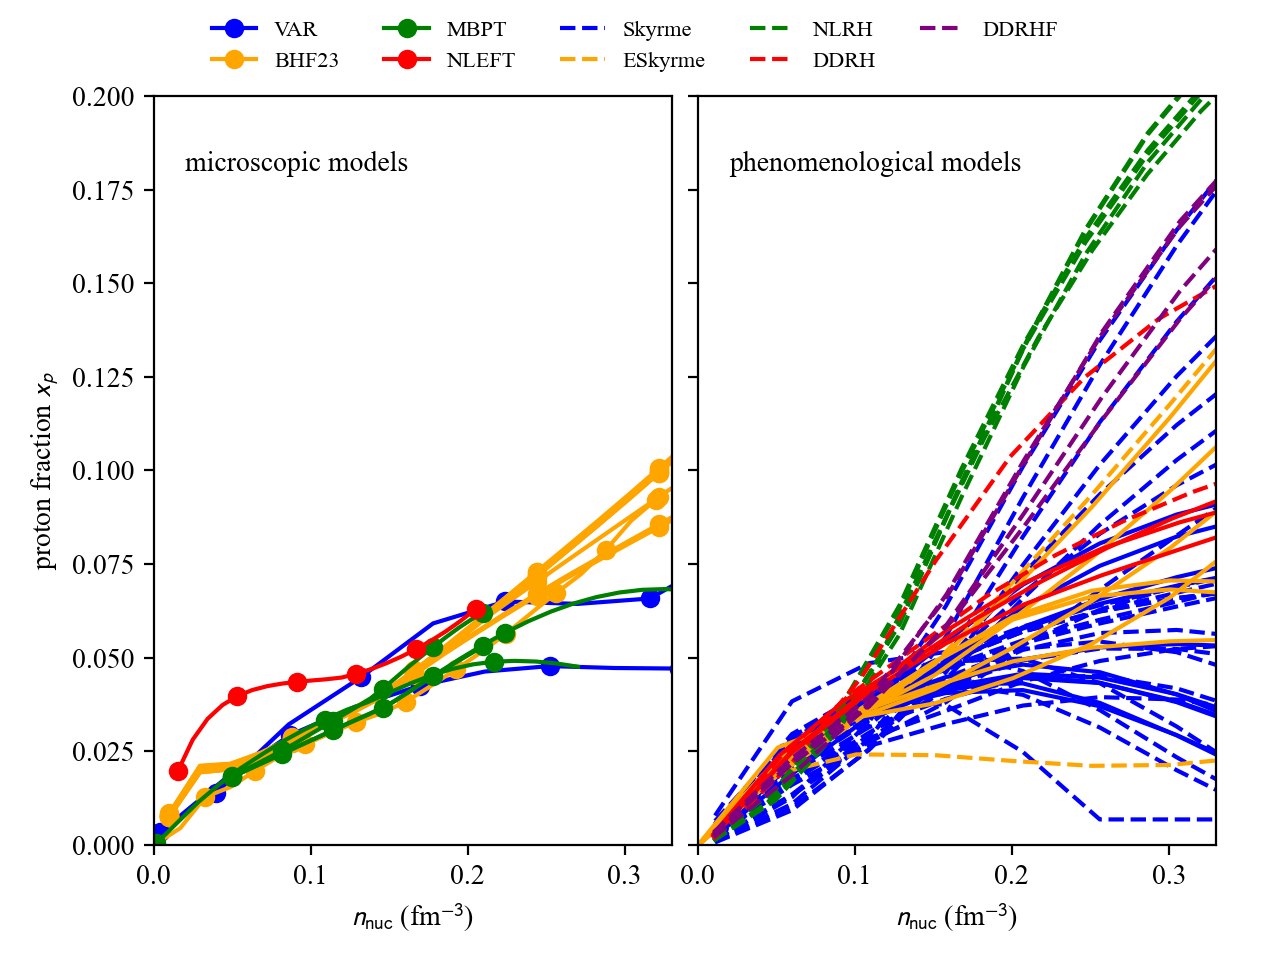 VAR MBPT Skyrme NLRH DDRHF
BHF23 NLEFT ESkyrme DDRH
microscopic models
phenomenological models
proton fraction xₚ
0.200
0.175
0.150
0.125
0.100
0.075
0.050
0.025
0.000
0.0 0.1 0.2 0.3
0.0 0.1 0.2 0.3
n_nuc (fm⁻³)
n_nuc (fm⁻³)